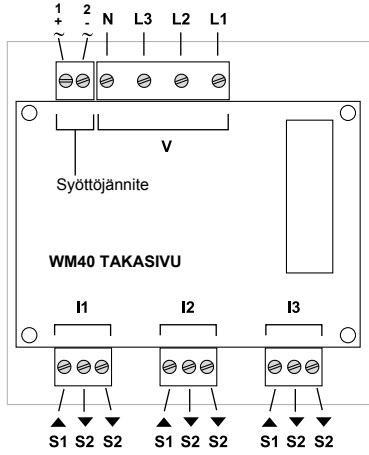 1 2
+ -
~ ~
N L3 L2 L1
V
Syöttöjännite
WM40 TAKASIVU
I1 I2 I3
S1 S2 S2 S1 S2 S2 S1 S2 S2